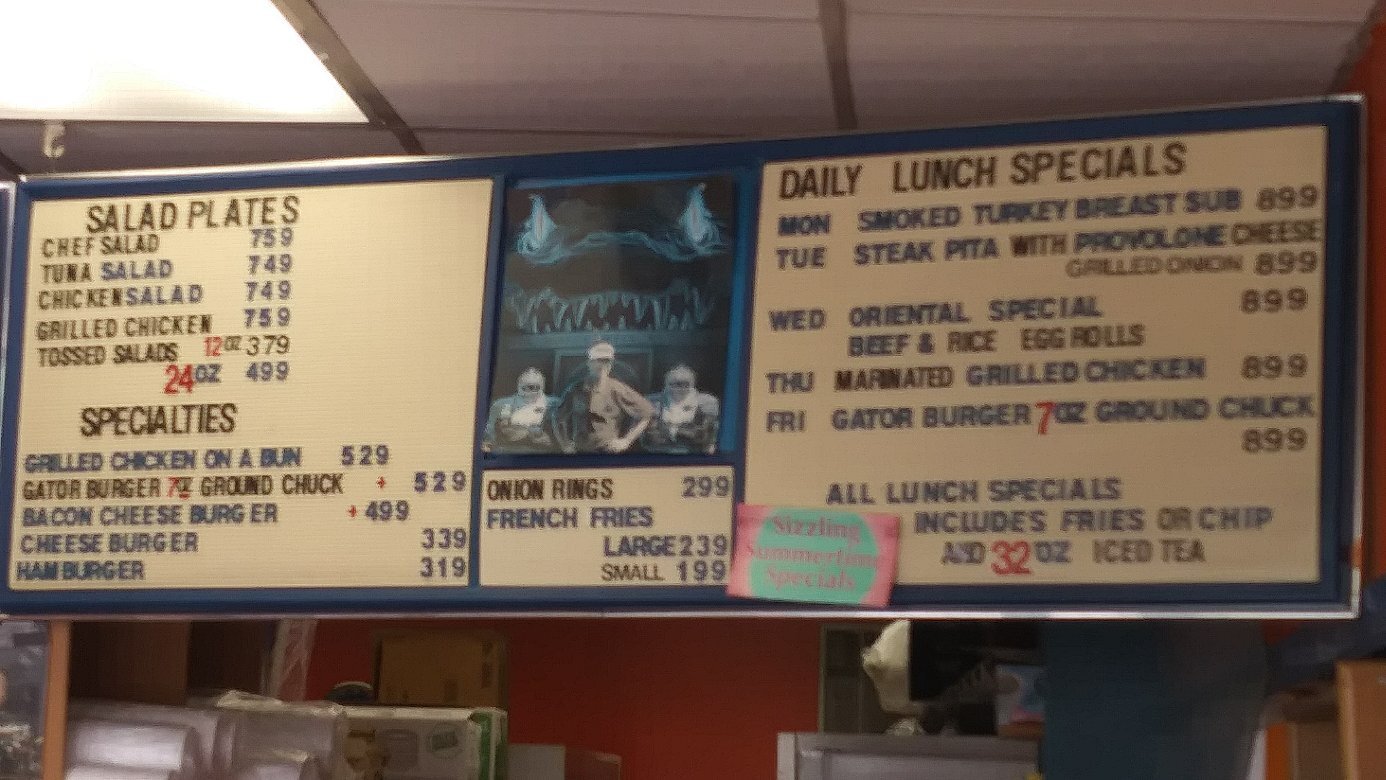 SALAD PLATES
CHEF SALAD 759
TUNA SALAD 749
CHICKEN SALAD 749
GRILLED CHICKEN 759
TOSSED SALADS 12OZ 379
24OZ 499
SPECIALTIES
GRILLED CHICKEN ON A BUN 529
GATOR BURGER 7OZ GROUND CHUCK + 529
BACON CHEESE BURGER + 499
CHEESE BURGER 339
HAMBURGER 319
ONION RINGS 299
FRENCH FRIES
LARGE 239
SMALL 199
Sizzling
Summertime
Specials
DAILY LUNCH SPECIALS
MON SMOKED TURKEY BREAST SUB 899
TUE STEAK PITA WITH PROVOLONE CHEESE
GRILLED ONION 899
WED ORIENTAL SPECIAL 899
BEEF & RICE EGG ROLLS
THU MARINATED GRILLED CHICKEN 899
FRI GATOR BURGER 7OZ GROUND CHUCK
899
ALL LUNCH SPECIALS
INCLUDES FRIES OR CHIP
AND 32OZ ICED TEA